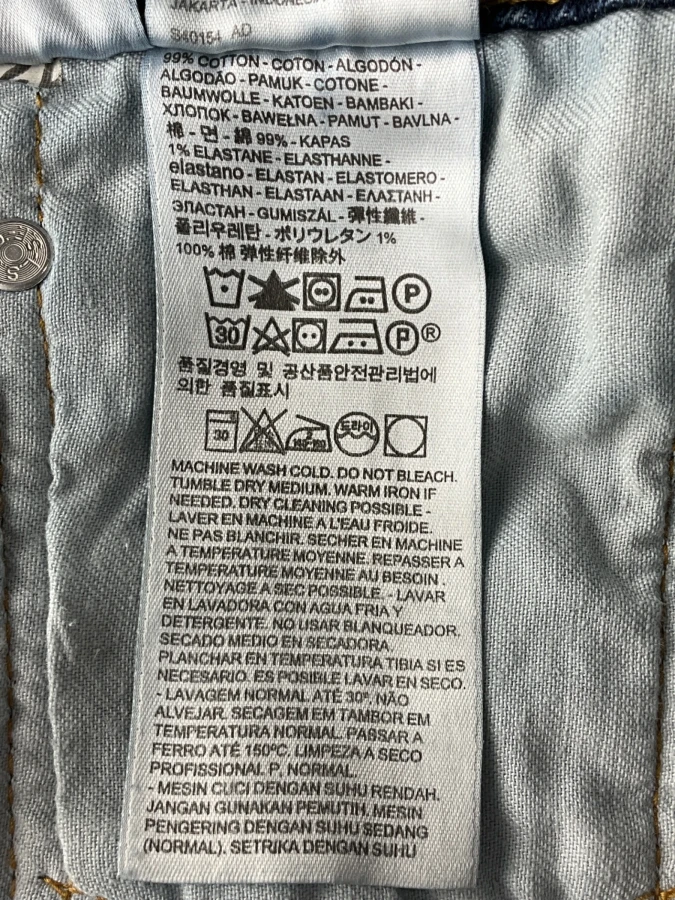 JAKARTA - INDONESIA
S40154 AD
99% COTTON - COTON - ALGODÓN -
ALGODÃO - PAMUK - COTONE -
BAUMWOLLE - KATOEN - BAMBAKI -
ХЛОПОК - BAWEŁNA - PAMUT - BAVLNA -
棉 - 면 - 綿 99% - KAPAS
1% ELASTANE - ELASTHANNE -
elastano - ELASTAN - ELASTOMERO -
ELASTHAN - ELASTAAN - ΕΛΑΣΤΑΝΗ -
ЭЛАСТАН - GUMISZÁL - 彈性纖維 -
폴리우레탄 - ポリウレタン 1%
100% 棉 弹性纤维除外
P
30 P ®
품질경영 및 공산품안전관리법에
의한 품질표시
30 드라이
MACHINE WASH COLD. DO NOT BLEACH.
TUMBLE DRY MEDIUM. WARM IRON IF
NEEDED. DRY CLEANING POSSIBLE -
LAVER EN MACHINE A L'EAU FROIDE.
NE PAS BLANCHIR. SECHER EN MACHINE
A TEMPERATURE MOYENNE. REPASSER A
TEMPERATURE MOYENNE AU BESOIN .
NETTOYAGE A SEC POSSIBLE. - LAVAR
EN LAVADORA CON AGUA FRIA Y
DETERGENTE. NO USAR BLANQUEADOR.
SECADO MEDIO EN SECADORA.
PLANCHAR EN TEMPERATURA TIBIA SI ES
NECESARIO. ES POSIBLE LAVAR EN SECO.
- LAVAGEM NORMAL ATÉ 30º. NÃO
ALVEJAR. SECAGEM EM TAMBOR EM
TEMPERATURA NORMAL. PASSAR A
FERRO ATÉ 150ºC. LIMPEZA A SECO
PROFISSIONAL P, NORMAL.
- MESIN CUCI DENGAN SUHU RENDAH.
JANGAN GUNAKAN PEMUTIH. MESIN
PENGERING DENGAN SUHU SEDANG
(NORMAL). SETRIKA DENGAN SUHU